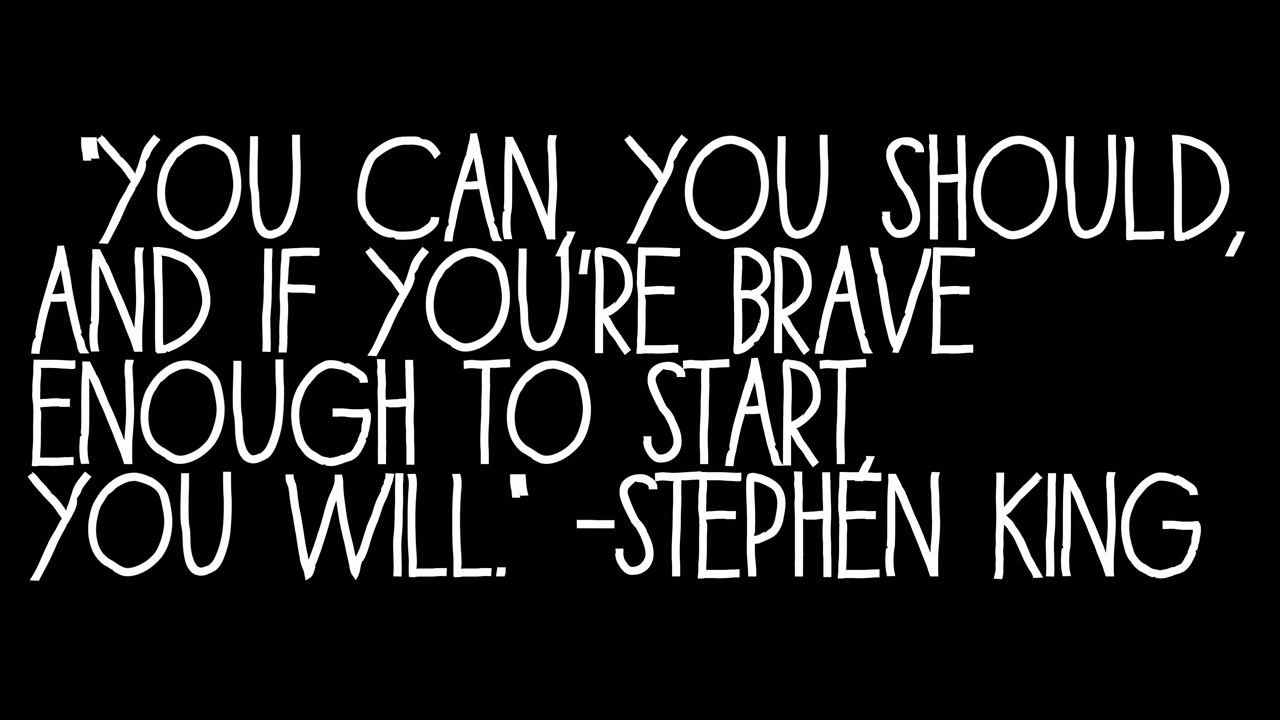 "YOU CAN, YOU SHOULD,
AND IF YOU'RE BRAVE
ENOUGH TO START,
YOU WILL." -STEPHEN KING